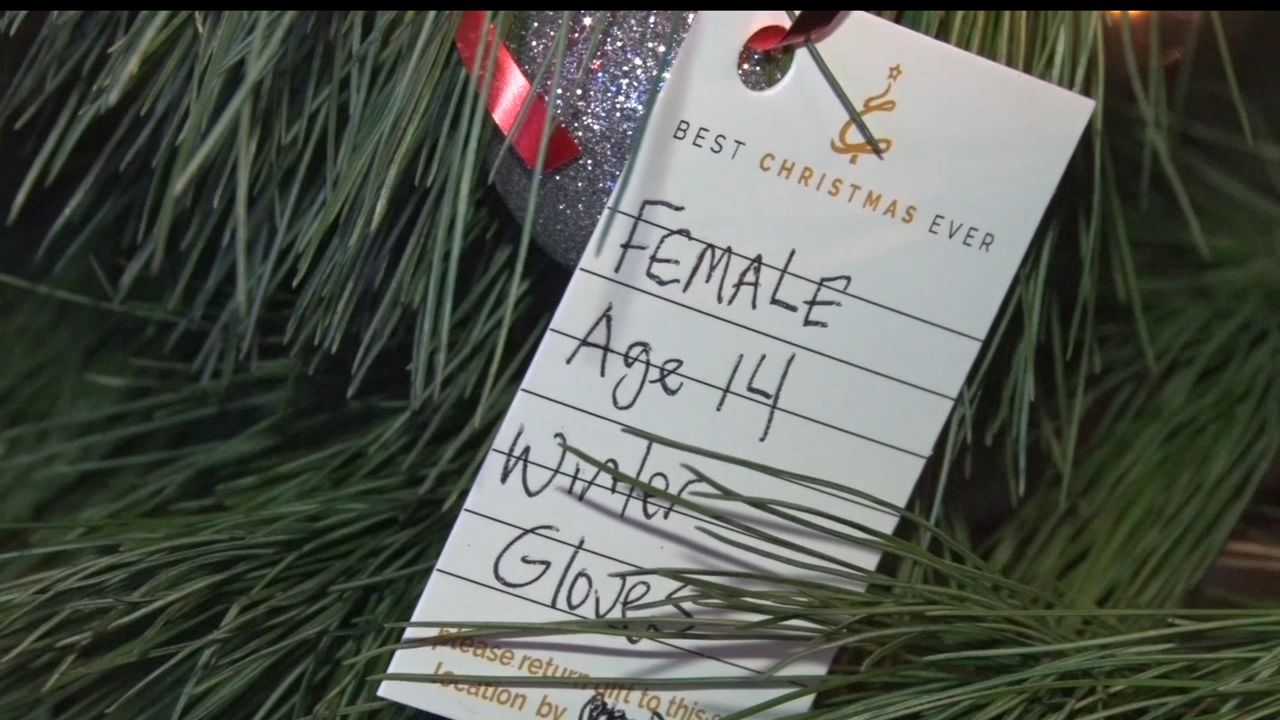 BEST CHRISTMAS EVER
FEMALE
Age 14
Winter
Gloves
please return gift to this
location by